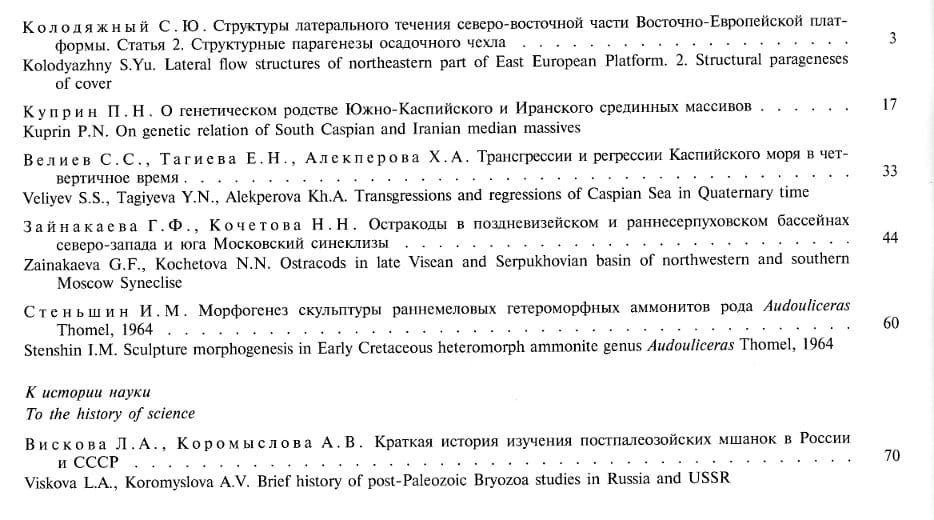 Колодяжный С.Ю. Структуры латерального течения северо-восточной части Восточно-Европейской плат-
формы. Статья 2. Структурные парагенезы осадочного чехла . . . . . . . . . . . . . . . . . . . 3
Kolodyazhny S.Yu. Lateral flow structures of northeastern part of East European Platform. 2. Structural parageneses
of cover
Куприн П.Н. О генетическом родстве Южно-Каспийского и Иранского срединных массивов . . . . . . 17
Kuprin P.N. On genetic relation of South Caspian and Iranian median massives
Велиев С.С., Тагиева Е.Н., Алекперова Х.А. Трансгрессии и регрессии Каспийского моря в чет-
вертичное время . . . . . . . . . . . . . . . . . . . . . . . . . . . . . . . . . . . . . . 33
Veliyev S.S., Tagiyeva Y.N., Alekperova Kh.A. Transgressions and regressions of Caspian Sea in Quaternary time
Зайнакаева Г.Ф., Кочетова Н.Н. Остракоды в поздневизейском и раннесерпуховском бассейнах
северо-запада и юга Московский синеклизы . . . . . . . . . . . . . . . . . . . . . . . . . 44
Zainakaeva G.F., Kochetova N.N. Ostracods in late Visean and Serpukhovian basin of northwestern and southern
Moscow Syneclise
Стеньшин И.М. Морфогенез скульптуры раннемеловых гетероморфных аммонитов рода Audouliceras
Thomel, 1964 . . . . . . . . . . . . . . . . . . . . . . . . . . . . . . . . . . . . . . . 60
Stenshin I.M. Sculpture morphogenesis in Early Cretaceous heteromorph ammonite genus Audouliceras Thomel, 1964
К истории науки
To the history of science
Вискова Л.А., Коромыслова А.В. Краткая история изучения постпалеозойских мшанок в России
и СССР . . . . . . . . . . . . . . . . . . . . . . . . . . . . . . . . . . . . . . . . . 70
Viskova L.A., Koromyslova A.V. Brief history of post-Paleozoic Bryozoa studies in Russia and USSR